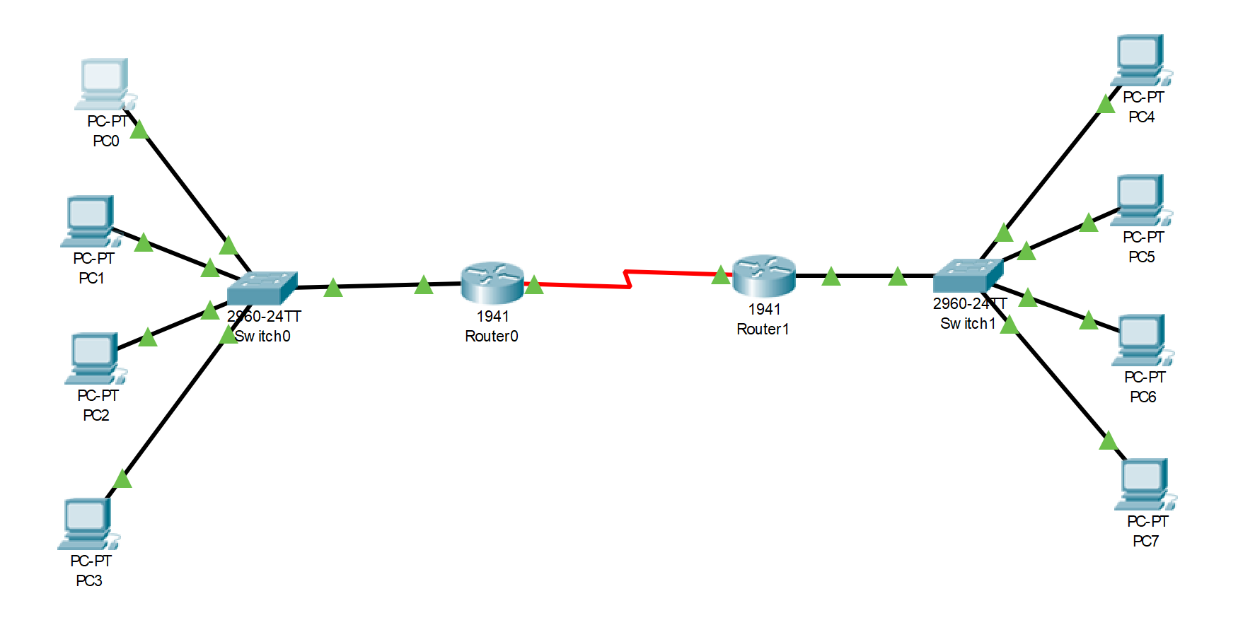 PC-PT
PC0
PC-PT
PC1
PC-PT
PC2
PC-PT
PC3
2960-24TT
Switch0
1941
Router0
1941
Router1
2960-24TT
Switch1
PC-PT
PC4
PC-PT
PC5
PC-PT
PC6
PC-PT
PC7